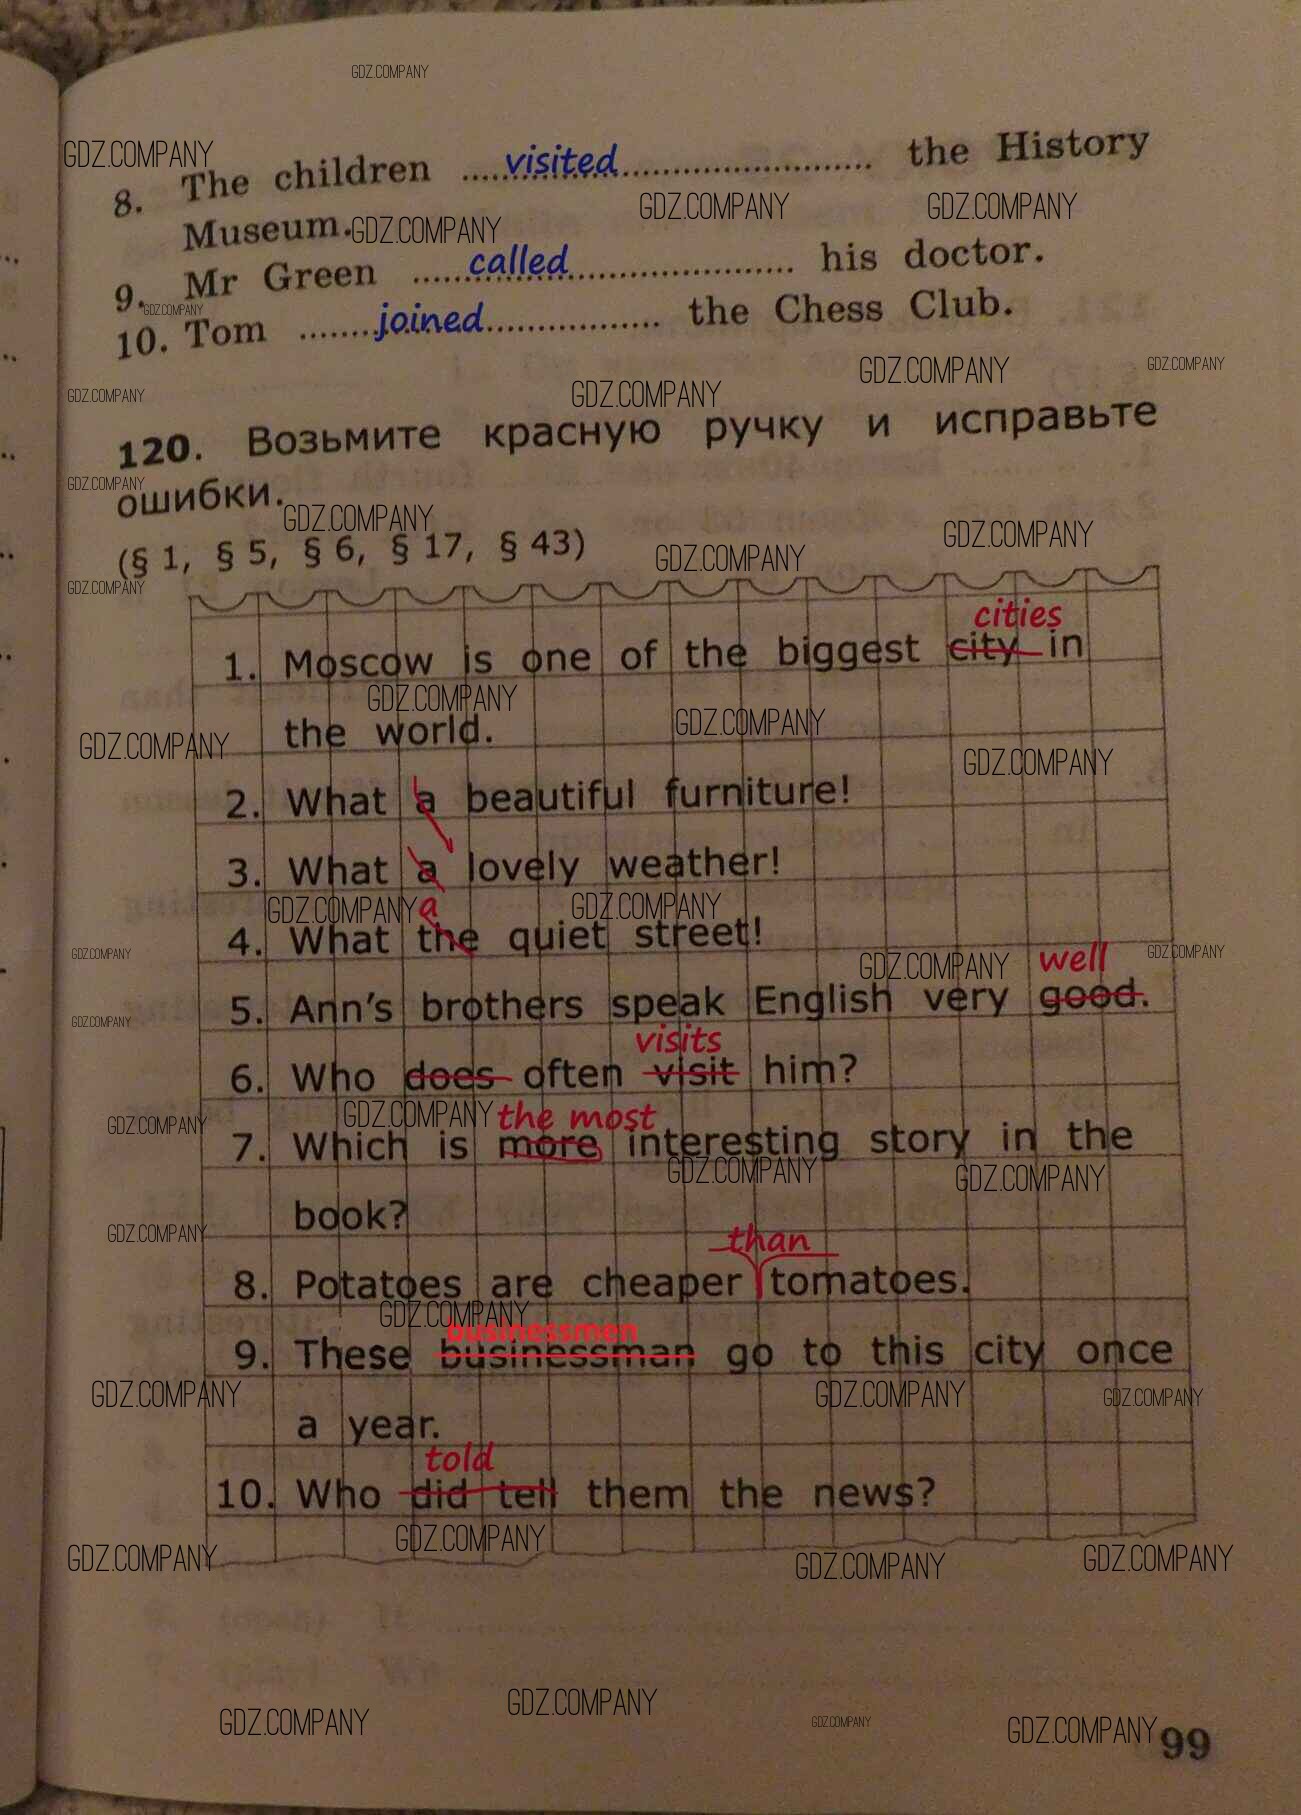 8. The children ..... visited ..... the History
Museum.
9. Mr Green ..... called ..... his doctor.
10. Tom ..... joined ..... the Chess Club.
120. Возьмите красную ручку и исправьте
ошибки.
(§ 1, § 5, § 6, § 17, § 43)
cities
1. Moscow is one of the biggest city in
the world.
2. What a beautiful furniture!
3. What a lovely weather!
a
4. What the quiet street!
well
5. Ann's brothers speak English very good.
visits
6. Who does often visit him?
the most
7. Which is more interesting story in the
book?
than
8. Potatoes are cheaper tomatoes.
businessmen
9. These businessman go to this city once
a year.
told
10. Who did tell them the news?
99
GDZ.COMPANY